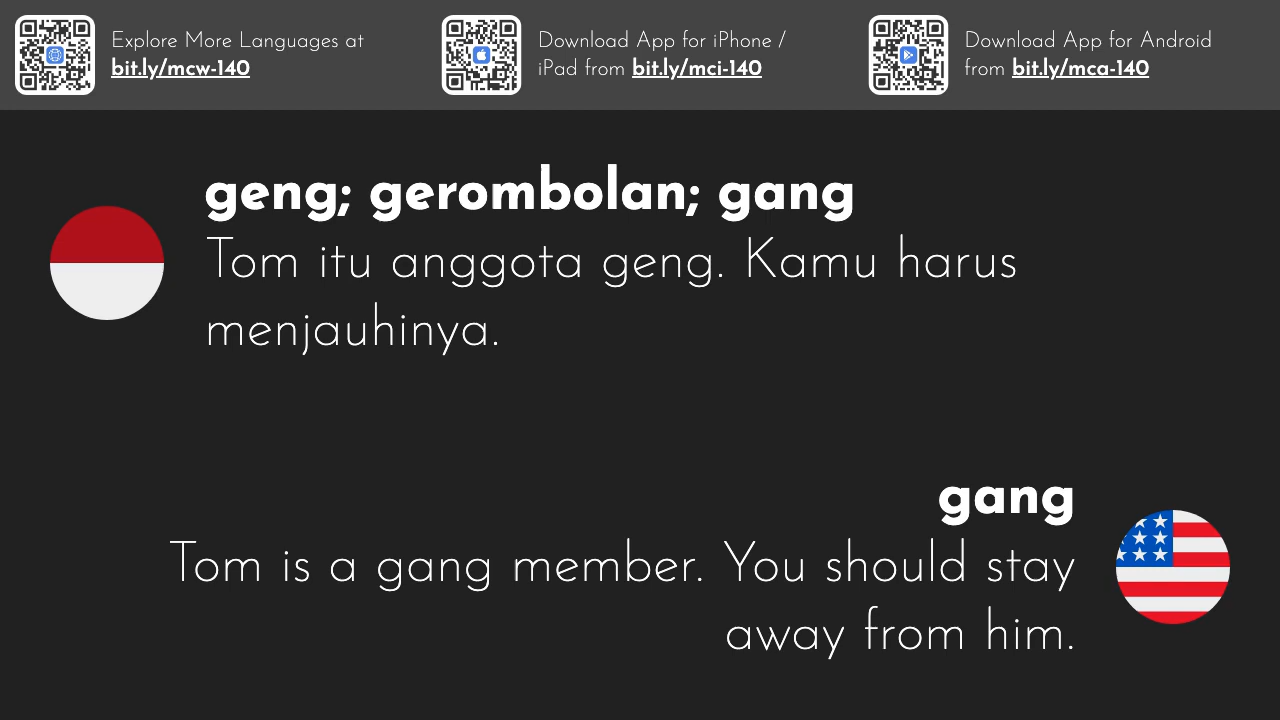 Explore More Languages at
bit.ly/mcw-140
Download App for iPhone /
iPad from bit.ly/mci-140
Download App for Android
from bit.ly/mca-140
geng; gerombolan; gang
Tom itu anggota geng. Kamu harus
menjauhinya.
gang
Tom is a gang member. You should stay
away from him.